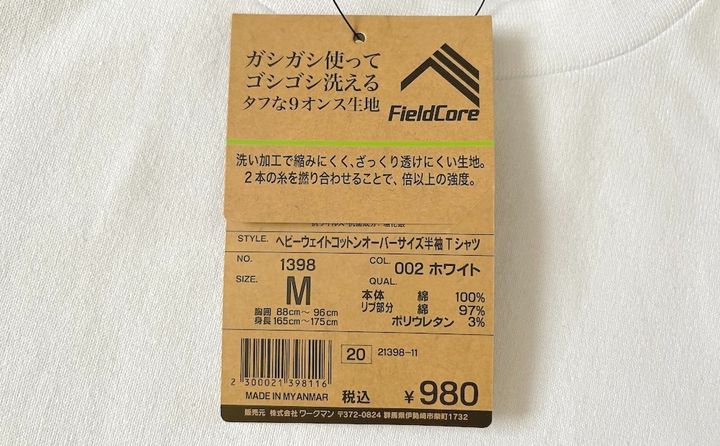 ガシガシ使って
ゴシゴシ洗える
タフな9オンス生地
FieldCore
洗い加工で縮みにくく、ざっくり透けにくい生地。
2本の糸を撚り合わせることで、倍以上の強度。
STYLE. ヘビーウェイトコットンオーバーサイズ半袖Tシャツ
NO. 1398 COL. 002 ホワイト
SIZE. M QUAL.
胸囲 88cm～ 96cm 本体 綿 100%
身長 165cm～175cm リブ部分 綿 97%
ポリウレタン 3%
20 21398-11
2 300021 398116
MADE IN MYANMAR 税込 ¥980
販売元 株式会社 ワークマン 〒372-0824 群馬県伊勢崎市柴町1732